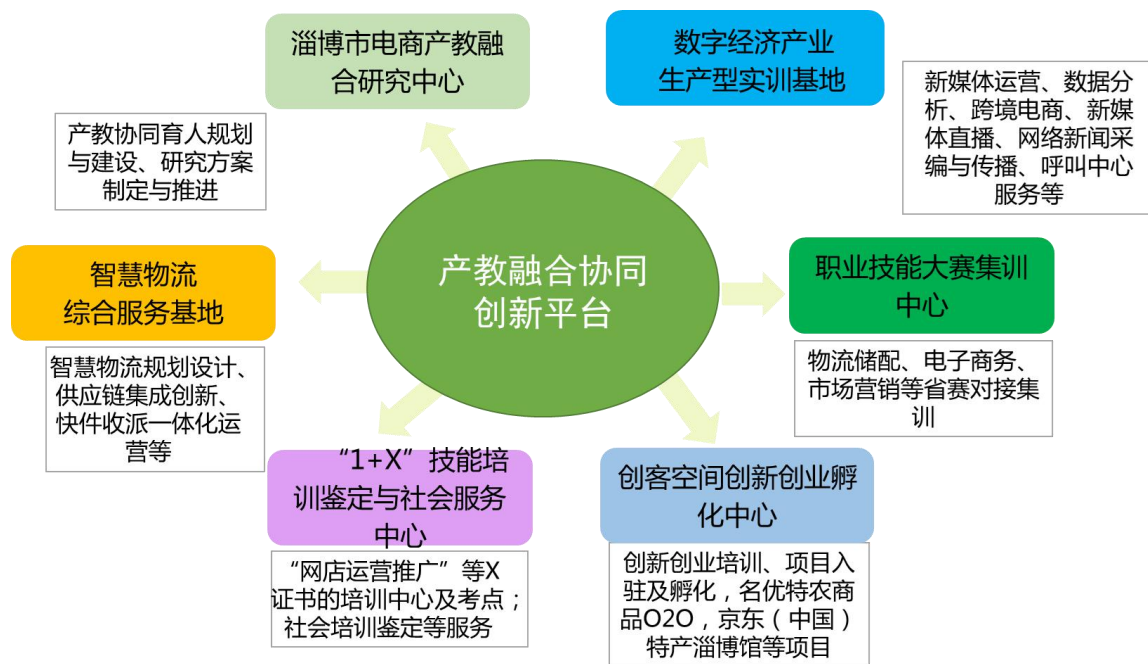 淄博市电商产教融
合研究中心
数字经济产业
生产型实训基地
产教协同育人规划
与建设、研究方案
制定与推进
新媒体运营、数据分
析、跨境电商、新媒
体直播、网络新闻采
编与传播、呼叫中心
服务等
产教融合协同
创新平台
智慧物流
综合服务基地
职业技能大赛集训
中心
智慧物流规划设计、
供应链集成创新、
快件收派一体化运
营等
物流储配、电子商务、
市场营销等省赛对接集
训
“1+X”技能培
训鉴定与社会服务
中心
创客空间创新创业孵
化中心
“网店运营推广”等X
证书的培训中心及考点；
社会培训鉴定等服务
创新创业培训、项目入
驻及孵化，名优特农商
品O2O，京东（中国）
特产淄博馆等项目